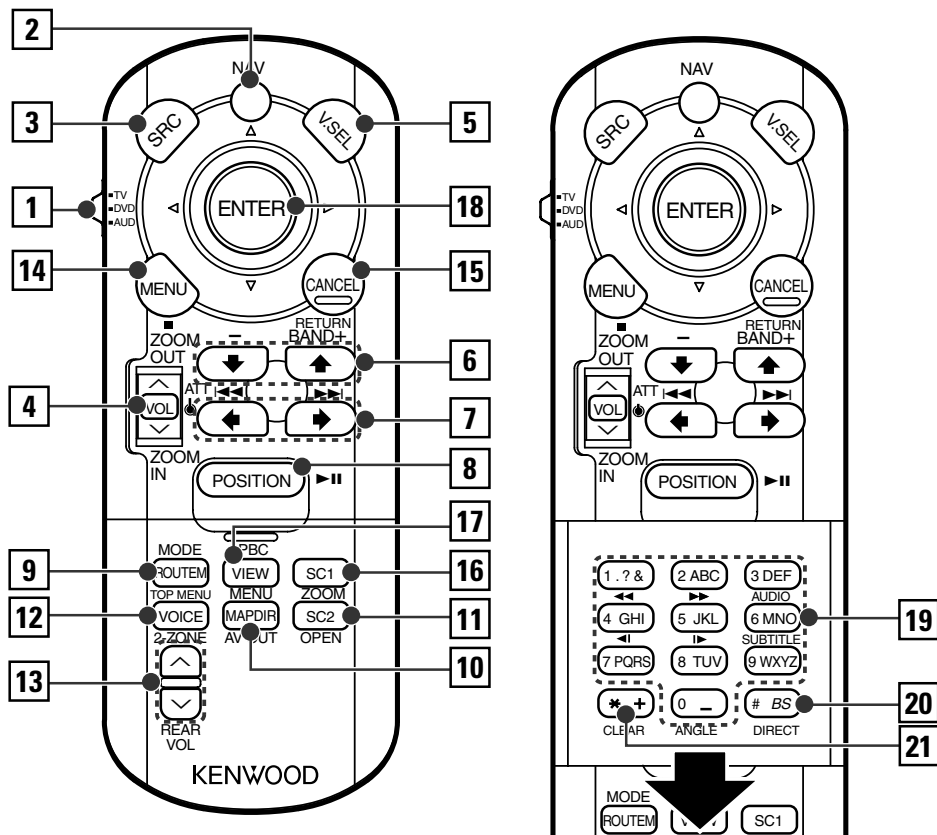 2
NAV
3
SRC
V.SEL
5
1
TV
DVD
AUD
ENTER
18
14
MENU
CANCEL
15
ZOOM
OUT
–
RETURN
BAND+
6
4
VOL
ATT
7
ZOOM
IN
POSITION
8
17
MODE
PBC
9
ROUTEM
VIEW
SC1
16
TOP MENU
MENU
ZOOM
12
VOICE
MAPDIR
SC2
11
2-ZONE
AV OUT
OPEN
10
13
REAR
VOL
KENWOOD
NAV
SRC
V.SEL
TV
DVD
AUD
ENTER
MENU
CANCEL
ZOOM
OUT
–
RETURN
BAND+
VOL
ATT
ZOOM
IN
POSITION
1 . ? &
2 ABC
3 DEF
AUDIO
4 GHI
5 JKL
6 MNO
19
SUBTITLE
7 PQRS
8 TUV
9 WXYZ
* +
0 _
# BS
20
CLEAR
ANGLE
DIRECT
21
MODE
ROUTEM
SC1